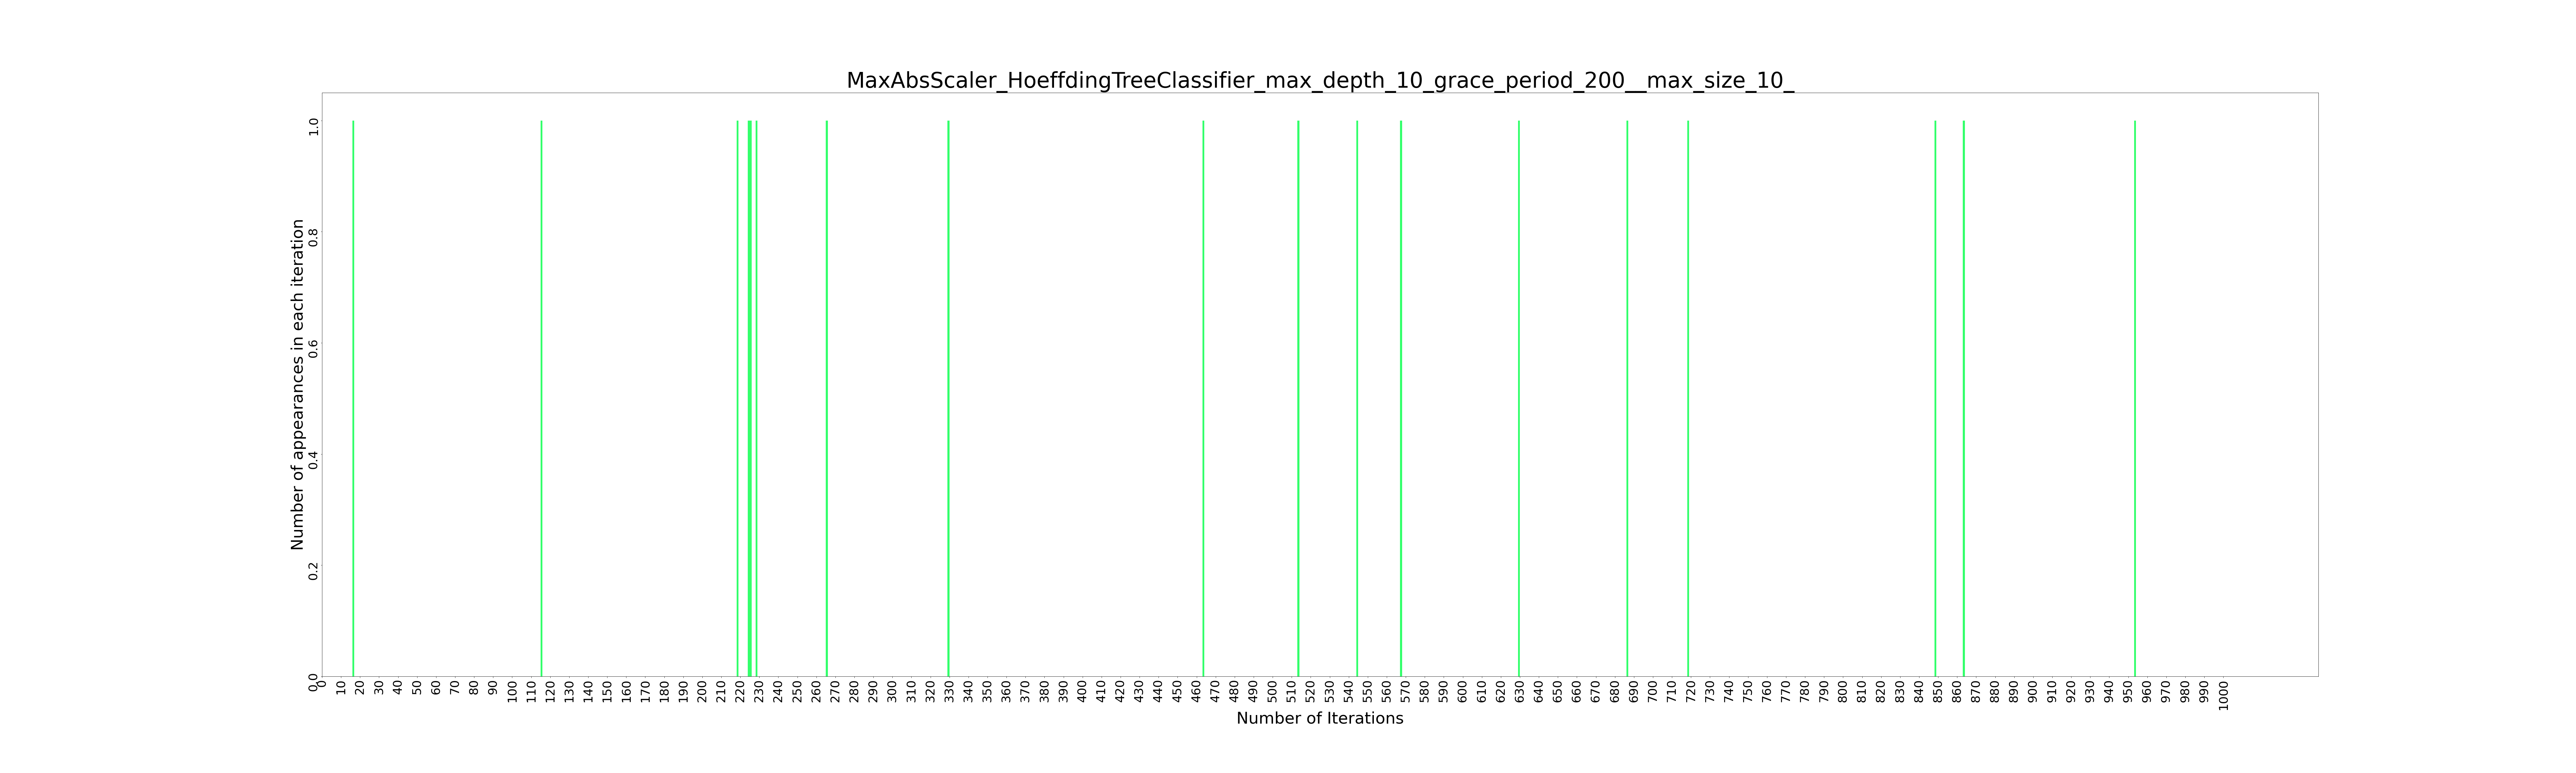 MaxAbsScaler_HoeffdingTreeClassifier_max_depth_10_grace_period_200__max_size_10_
Number of appearances in each iteration
1.0
0.8
0.6
0.4
0.2
0.0
0 10 20 30 40 50 60 70 80 90 100 110 120 130 140 150 160 170 180 190 200 210 220 230 240 250 260 270 280 290 300 310 320 330 340 350 360 370 380 390 400 410 420 430 440 450 460 470 480 490 500 510 520 530 540 550 560 570 580 590 600 610 620 630 640 650 660 670 680 690 700 710 720 730 740 750 760 770 780 790 800 810 820 830 840 850 860 870 880 890 900 910 920 930 940 950 960 970 980 990 1000
Number of Iterations